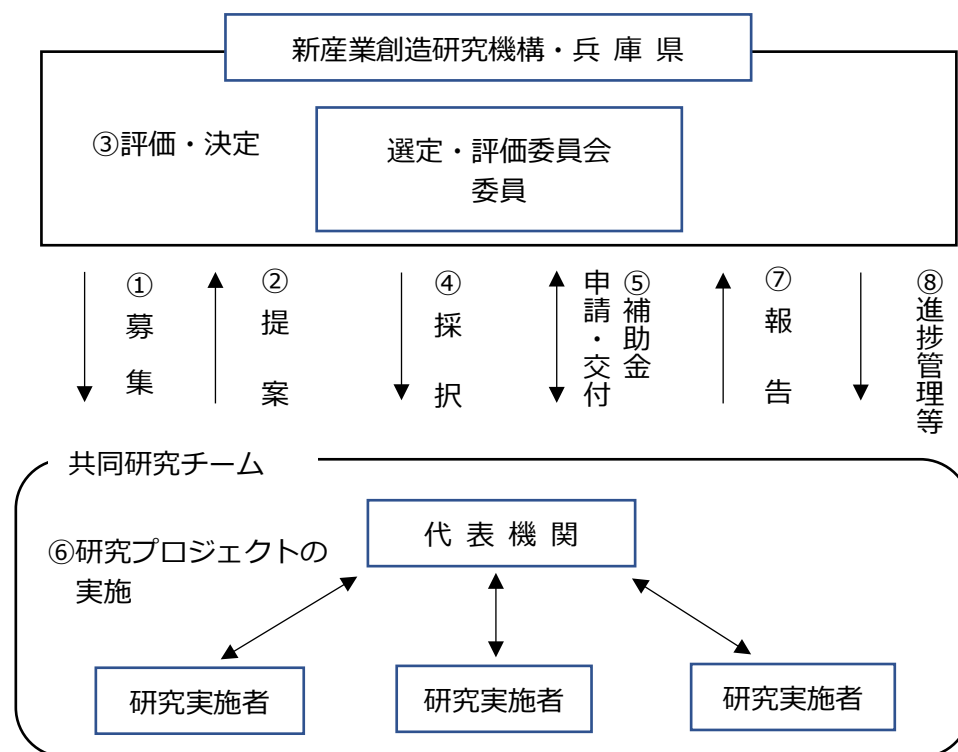 新産業創造研究機構・兵庫県
③評価・決定
選定・評価委員会
委員
①募集
②提案
④採択
⑤補助金
申請・交付
⑦報告
⑧進捗管理等
共同研究チーム
代表機関
⑥研究プロジェクトの
実施
研究実施者
研究実施者
研究実施者